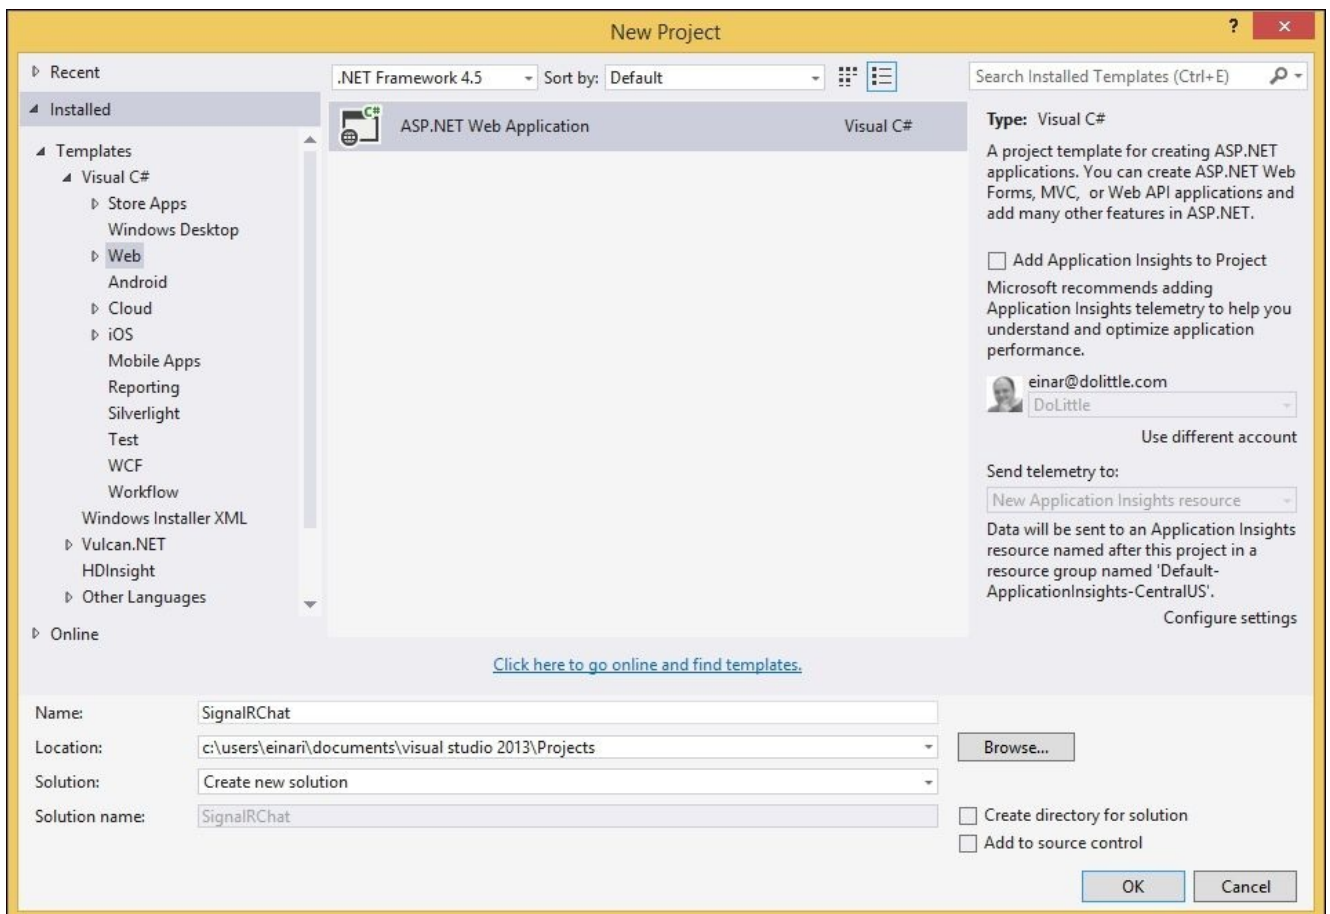 New Project
?
Recent
Installed
Templates
Visual C#
Store Apps
Windows Desktop
Web
Android
Cloud
iOS
Mobile Apps
Reporting
Silverlight
Test
WCF
Workflow
Windows Installer XML
Vulcan.NET
HDInsight
Other Languages
Online
.NET Framework 4.5 Sort by: Default
C# ASP.NET Web Application Visual C#
Click here to go online and find templates.
Search Installed Templates (Ctrl+E)
Type: Visual C#
A project template for creating ASP.NET
applications. You can create ASP.NET Web
Forms, MVC, or Web API applications and
add many other features in ASP.NET.
Add Application Insights to Project
Microsoft recommends adding
Application Insights telemetry to help you
understand and optimize application
performance.
einar@dolittle.com
DoLittle
Use different account
Send telemetry to:
New Application Insights resource
Data will be sent to an Application Insights
resource named after this project in a
resource group named 'Default-
ApplicationInsights-CentralUS'.
Configure settings
Name: SignalRChat
Location: c:\users\einari\documents\visual studio 2013\Projects Browse...
Solution: Create new solution
Solution name: SignalRChat
Create directory for solution
Add to source control
OK Cancel